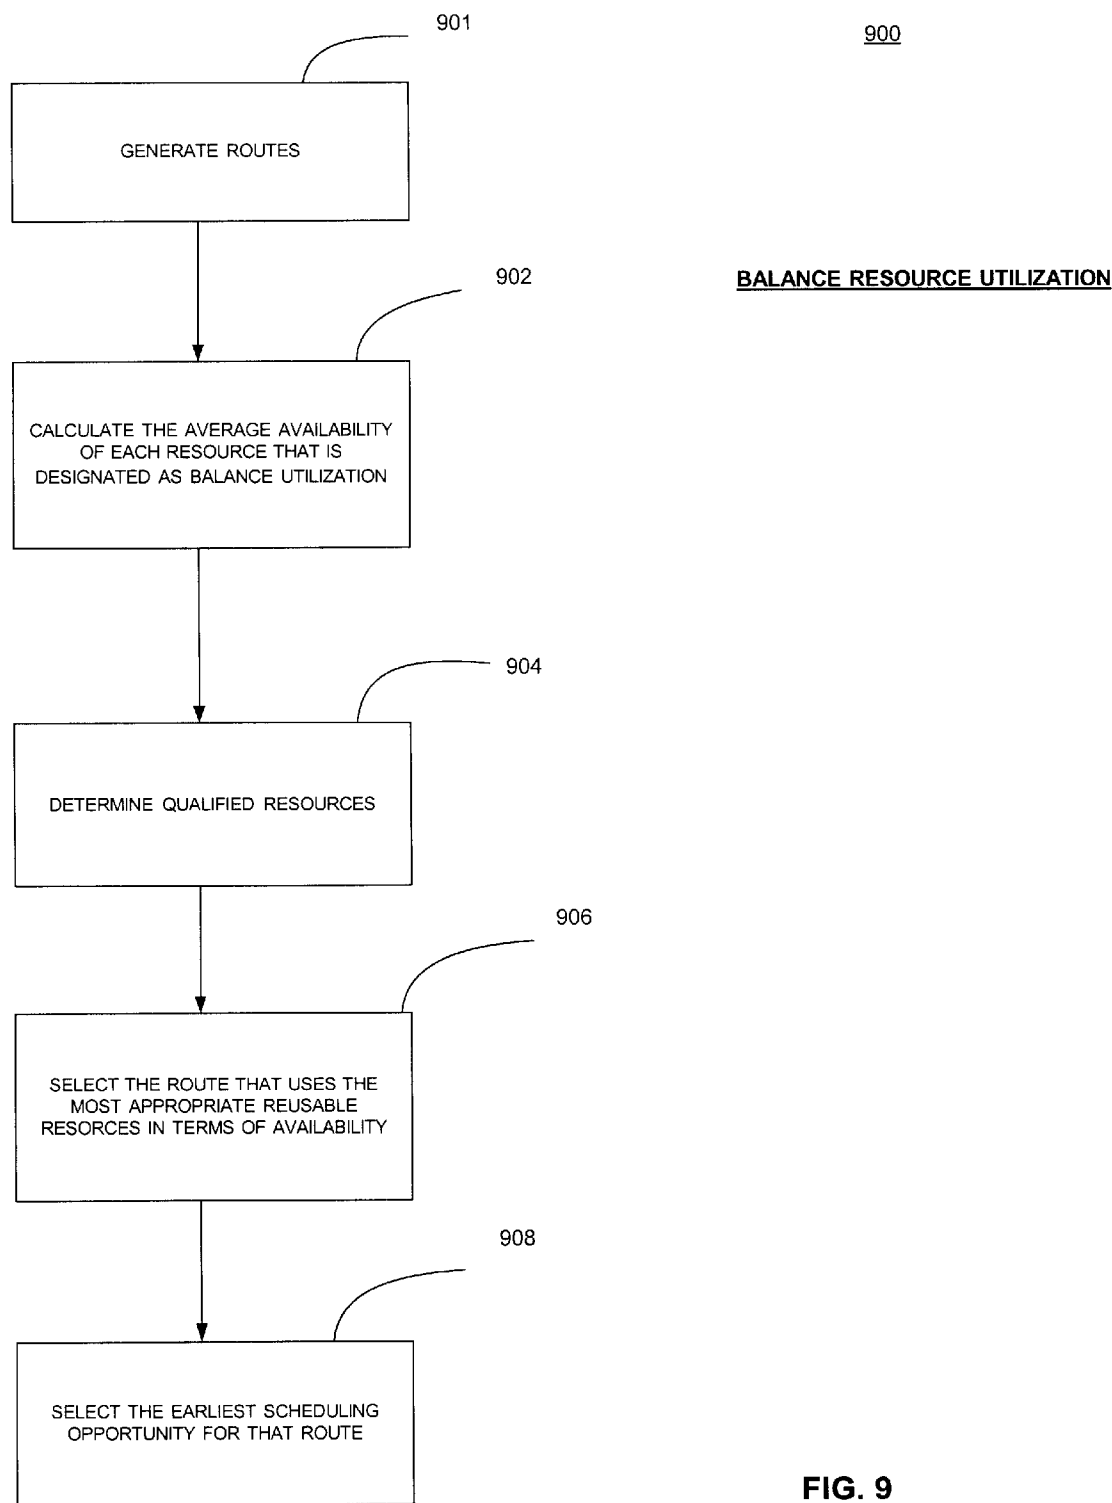 901
900
GENERATE ROUTES
902
BALANCE RESOURCE UTILIZATION
CALCULATE THE AVERAGE AVAILABILITY
OF EACH RESOURCE THAT IS
DESIGNATED AS BALANCE UTILIZATION
904
DETERMINE QUALIFIED RESOURCES
906
SELECT THE ROUTE THAT USES THE
MOST APPROPRIATE REUSABLE
RESORCES IN TERMS OF AVAILABILITY
908
SELECT THE EARLIEST SCHEDULING
OPPORTUNITY FOR THAT ROUTE
FIG. 9